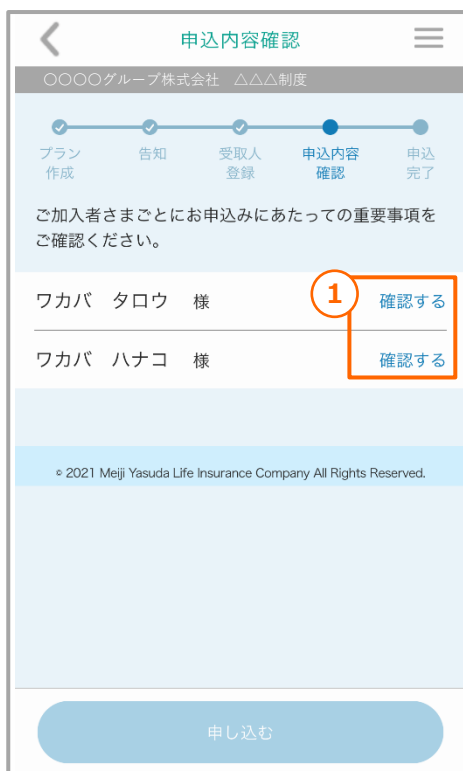 申込内容確認
○○○○グループ株式会社　△△△制度
プラン作成　告知　受取人登録　申込内容確認　申込完了
ご加入者さまごとにお申込みにあたっての重要事項を
ご確認ください。
ワカバ　タロウ　様　①　確認する
ワカバ　ハナコ　様　確認する
© 2021 Meiji Yasuda Life Insurance Company All Rights Reserved.
申し込む